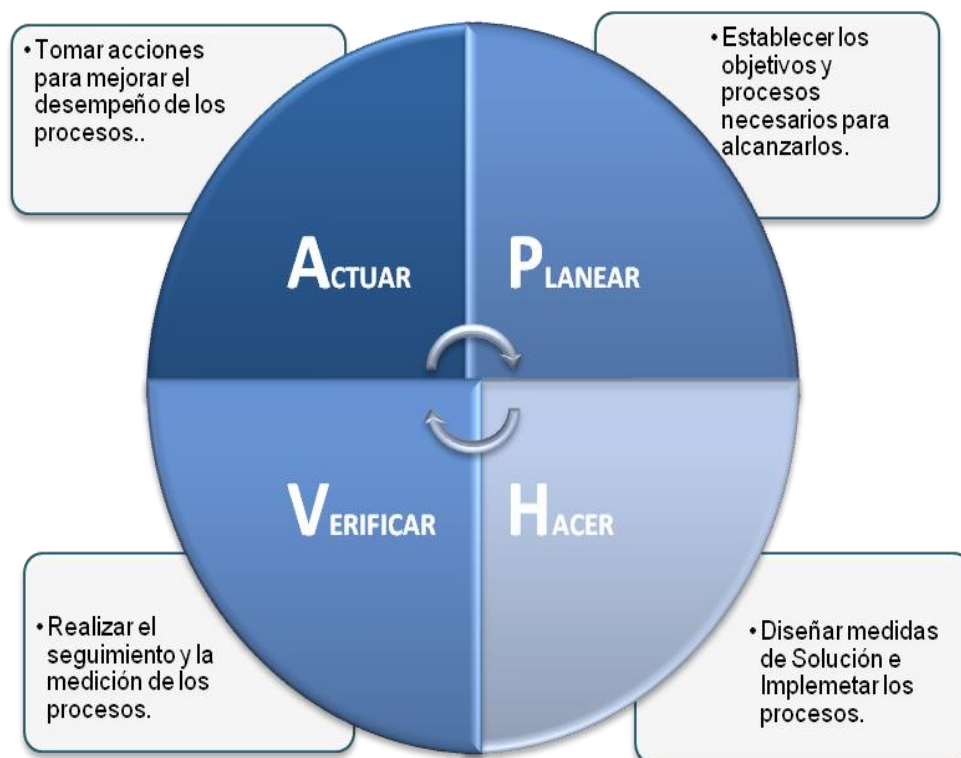 • Tomar acciones
para mejorar el
desempeño de los
procesos..
• Establecer los
objetivos y
procesos
necesarios para
alcanzarlos.
ACTUAR
PLANEAR
VERIFICAR
HACER
• Realizar el
seguimiento y la
medición de los
procesos.
• Diseñar medidas
de Solución e
Implemetar los
procesos.